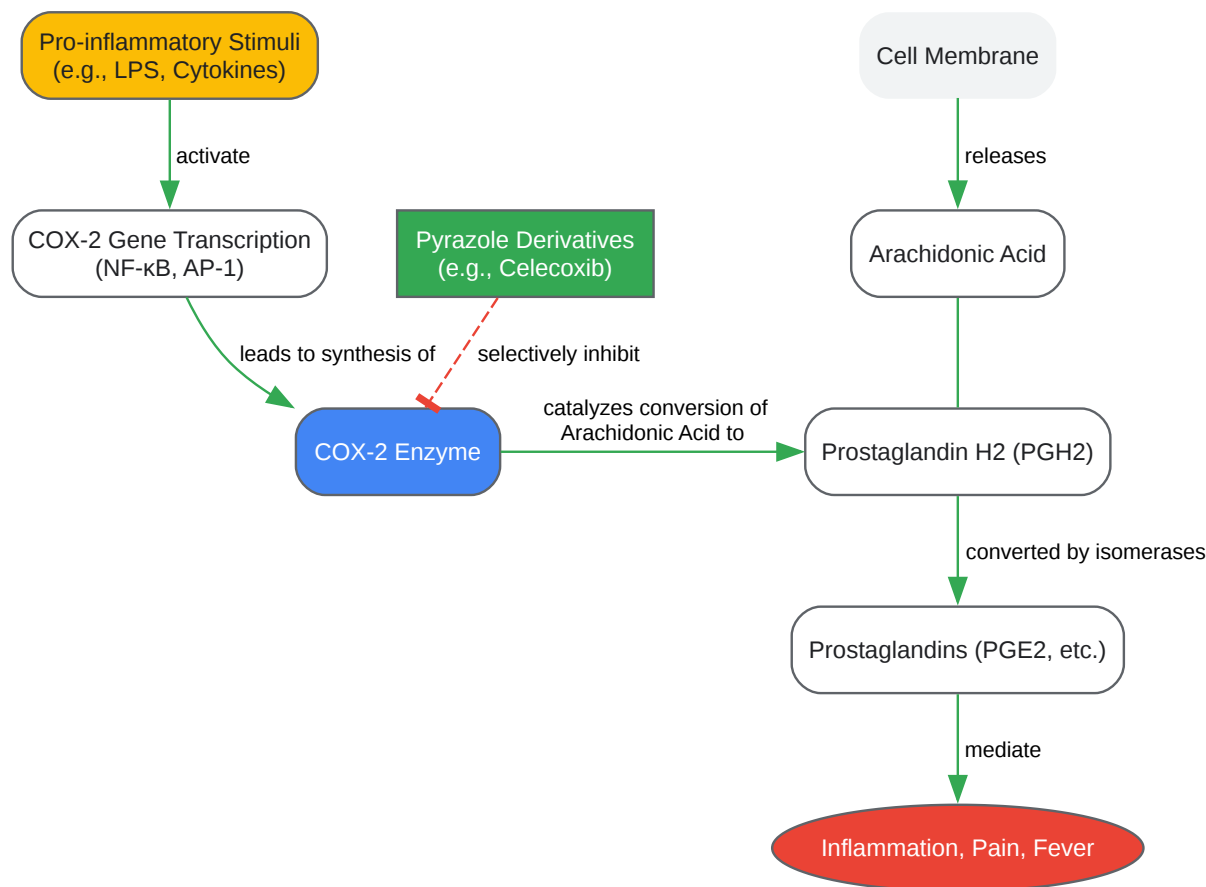 Pro-inflammatory Stimuli
(e.g., LPS, Cytokines)
Cell Membrane
activate
releases
COX-2 Gene Transcription
(NF-κB, AP-1)
Pyrazole Derivatives
(e.g., Celecoxib)
Arachidonic Acid
leads to synthesis of
selectively inhibit
catalyzes conversion of
Arachidonic Acid to
COX-2 Enzyme
Prostaglandin H2 (PGH2)
converted by isomerases
Prostaglandins (PGE2, etc.)
mediate
Inflammation, Pain, Fever